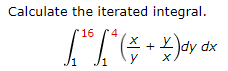 Calculate the iterated integral.
∫₁¹⁶ ∫₁⁴ (x/y + y/x) dy dx